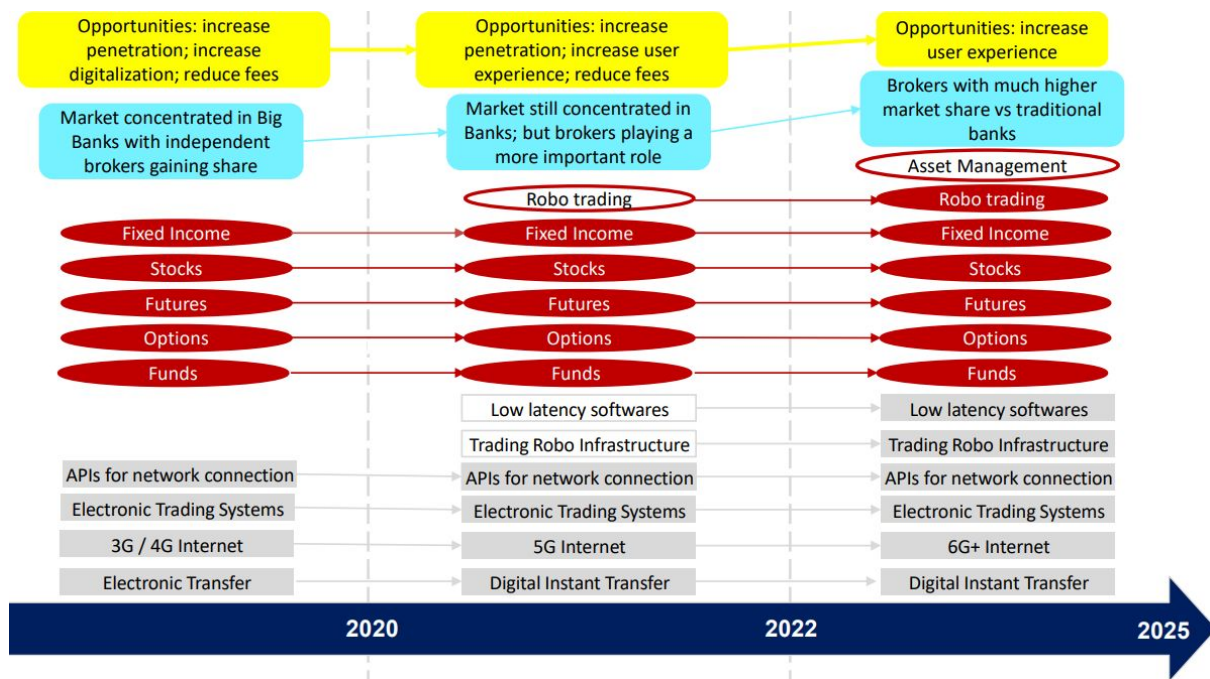 Opportunities: increase
penetration; increase
digitalization; reduce fees
Opportunities: increase
penetration; increase user
experience; reduce fees
Opportunities: increase
user experience
Market concentrated in Big
Banks with independent
brokers gaining share
Market still concentrated in
Banks; but brokers playing a
more important role
Brokers with much higher
market share vs traditional
banks
Asset Management
Robo trading
Robo trading
Fixed Income
Fixed Income
Fixed Income
Stocks
Stocks
Stocks
Futures
Futures
Futures
Options
Options
Options
Funds
Funds
Funds
Low latency softwares
Low latency softwares
Trading Robo Infrastructure
Trading Robo Infrastructure
APIs for network connection
APIs for network connection
APIs for network connection
Electronic Trading Systems
Electronic Trading Systems
Electronic Trading Systems
3G / 4G Internet
5G Internet
6G+ Internet
Electronic Transfer
Digital Instant Transfer
Digital Instant Transfer
2020
2022
2025